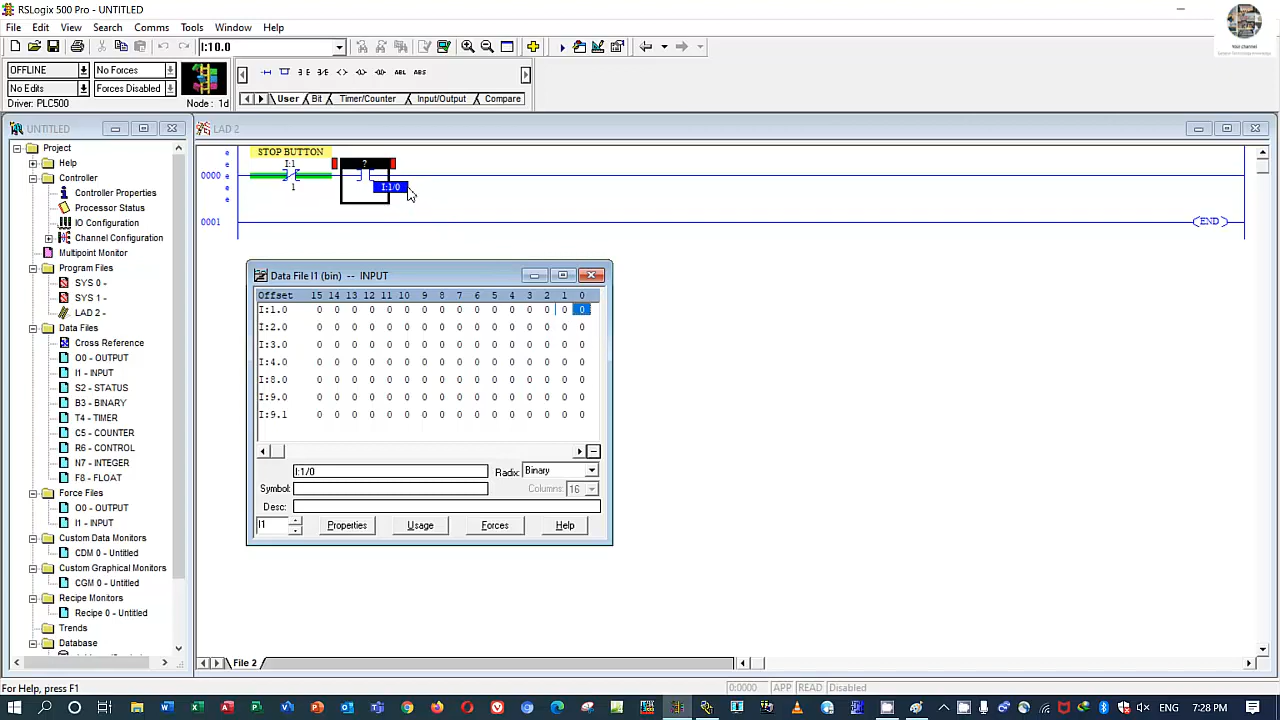 RSLogix 500 Pro - UNTITLED
File Edit View Search Comms Tools Window Help
I:10.0
OFFLINE No Forces
No Edits Forces Disabled
Driver: PLC500 Node: 1d
ABL ABS
User Bit Timer/Counter Input/Output Compare
Your channel
UNTITLED
Project
Help
Controller
Controller Properties
Processor Status
IO Configuration
Channel Configuration
Multipoint Monitor
Program Files
SYS 0 -
SYS 1 -
LAD 2 -
Data Files
Cross Reference
O0 - OUTPUT
I1 - INPUT
S2 - STATUS
B3 - BINARY
T4 - TIMER
C5 - COUNTER
R6 - CONTROL
N7 - INTEGER
F8 - FLOAT
Force Files
O0 - OUTPUT
I1 - INPUT
Custom Data Monitors
CDM 0 - Untitled
Custom Graphical Monitors
CGM 0 - Untitled
Recipe Monitors
Recipe 0 - Untitled
Trends
Database
LAD 2
STOP BUTTON
I:1
?
0000
e
e
e
e
e
1
I:1/0
0001
END
Data File I1 (bin) -- INPUT
Offset 15 14 13 12 11 10 9 8 7 6 5 4 3 2 1 0
I:1.0 0 0 0 0 0 0 0 0 0 0 0 0 0 0 0 0
I:2.0 0 0 0 0 0 0 0 0 0 0 0 0 0 0 0 0
I:3.0 0 0 0 0 0 0 0 0 0 0 0 0 0 0 0 0
I:4.0 0 0 0 0 0 0 0 0 0 0 0 0 0 0 0 0
I:8.0 0 0 0 0 0 0 0 0 0 0 0 0 0 0 0 0
I:9.0 0 0 0 0 0 0 0 0 0 0 0 0 0 0 0 0
I:9.1 0 0 0 0 0 0 0 0 0 0 0 0 0 0 0 0
I:1/0 Radix: Binary
Symbol: Columns: 16
Desc:
I1 Properties Usage Forces Help
File 2
For Help, press F1
0:0000 APP READ Disabled
ENG 7:28 PM